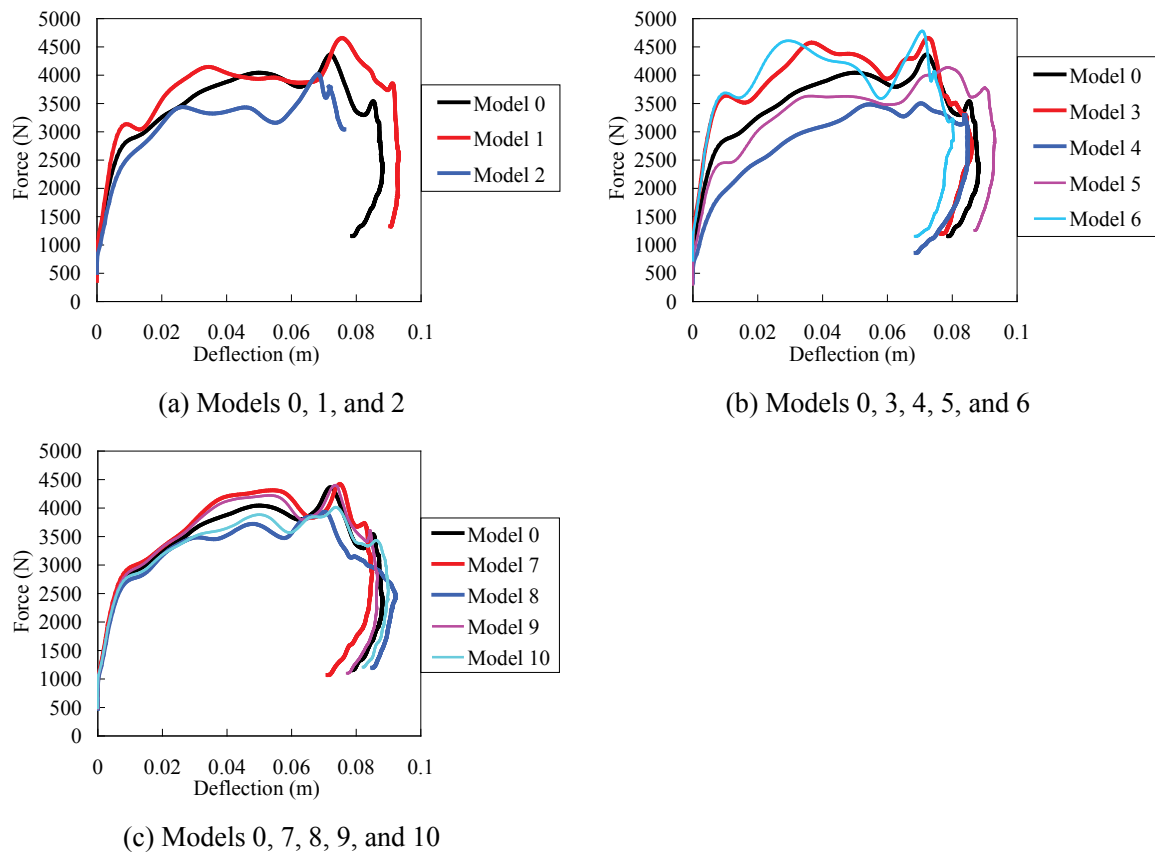 5000
4500
4000
3500
3000
2500
2000
1500
1000
500
0
Force (N)
0 0.02 0.04 0.06 0.08 0.1
Deflection (m)
Model 0
Model 1
Model 2
(a) Models 0, 1, and 2
5000
4500
4000
3500
3000
2500
2000
1500
1000
500
0
Force (N)
0 0.02 0.04 0.06 0.08 0.1
Deflection (m)
Model 0
Model 3
Model 4
Model 5
Model 6
(b) Models 0, 3, 4, 5, and 6
5000
4500
4000
3500
3000
2500
2000
1500
1000
500
0
Force (N)
0 0.02 0.04 0.06 0.08 0.1
Deflection (m)
Model 0
Model 7
Model 8
Model 9
Model 10
(c) Models 0, 7, 8, 9, and 10